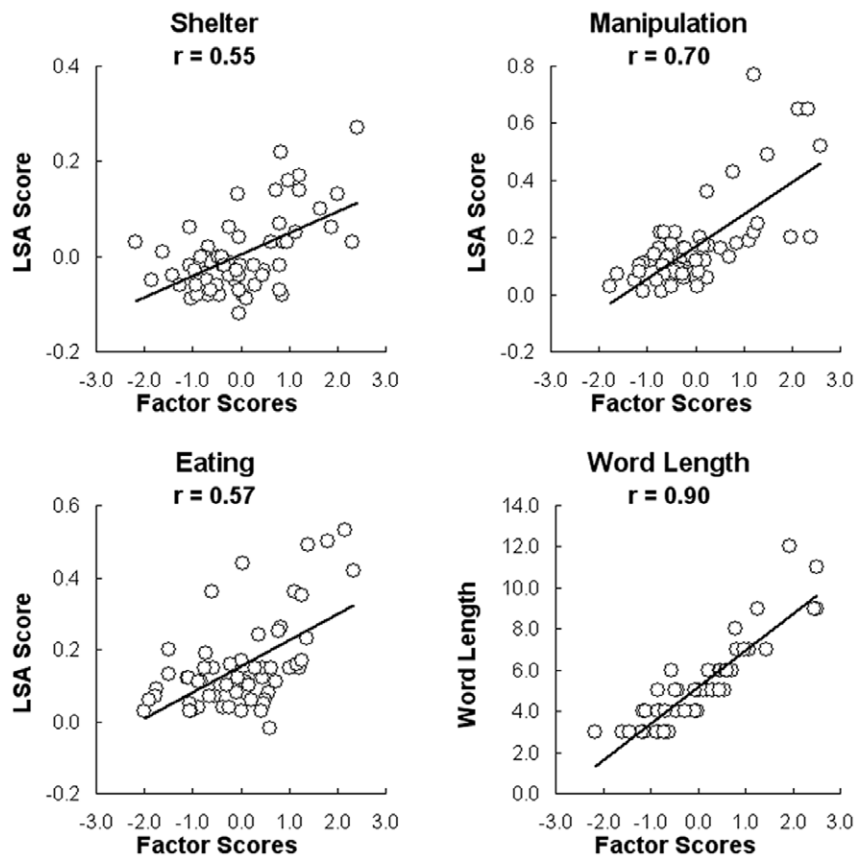 Shelter
r = 0.55
0.4
0.2
0.0
-0.2
LSA Score
-3.0 -2.0 -1.0 0.0 1.0 2.0 3.0
Factor Scores
Manipulation
r = 0.70
0.8
0.6
0.4
0.2
0.0
-0.2
LSA Score
-3.0 -2.0 -1.0 0.0 1.0 2.0 3.0
Factor Scores
Eating
r = 0.57
0.6
0.4
0.2
0.0
-0.2
LSA Score
-3.0 -2.0 -1.0 0.0 1.0 2.0 3.0
Factor Scores
Word Length
r = 0.90
14.0
12.0
10.0
8.0
6.0
4.0
2.0
0.0
Word Length
-3.0 -2.0 -1.0 0.0 1.0 2.0 3.0
Factor Scores